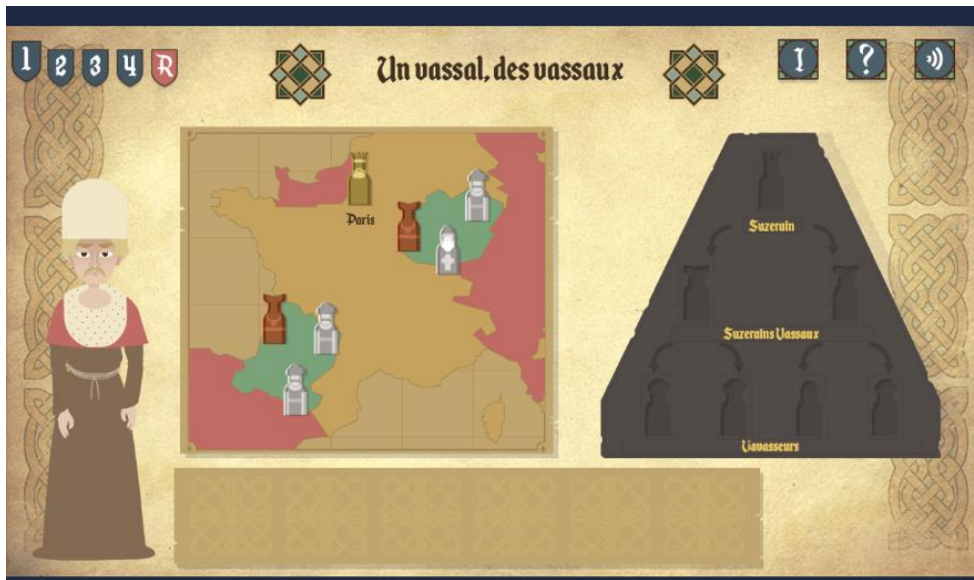 1 2 3 4 R
Un vassal, des vassaux
I ?
Paris
Suzerain
Suzerains Vassaux
Vavasseurs